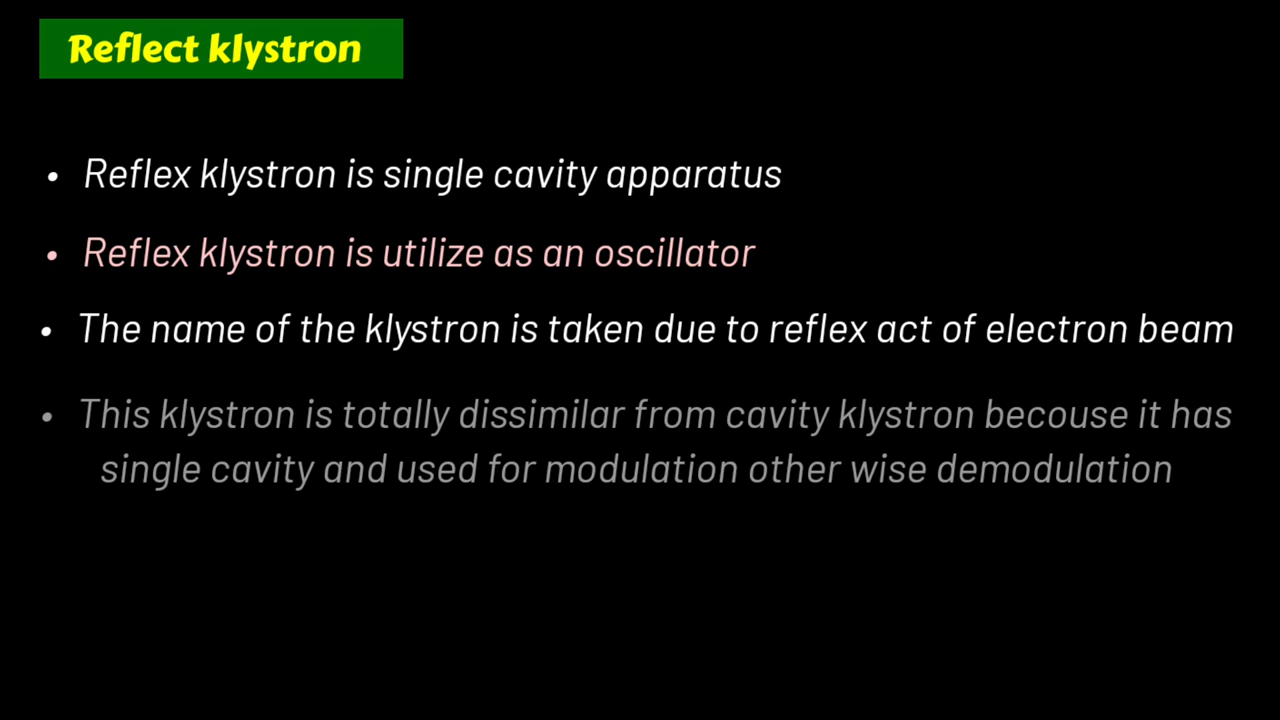 Reflect klystron
• Reflex klystron is single cavity apparatus
• Reflex klystron is utilize as an oscillator
• The name of the klystron is taken due to reflex act of electron beam
• This klystron is totally dissimilar from cavity klystron becouse it has
single cavity and used for modulation other wise demodulation